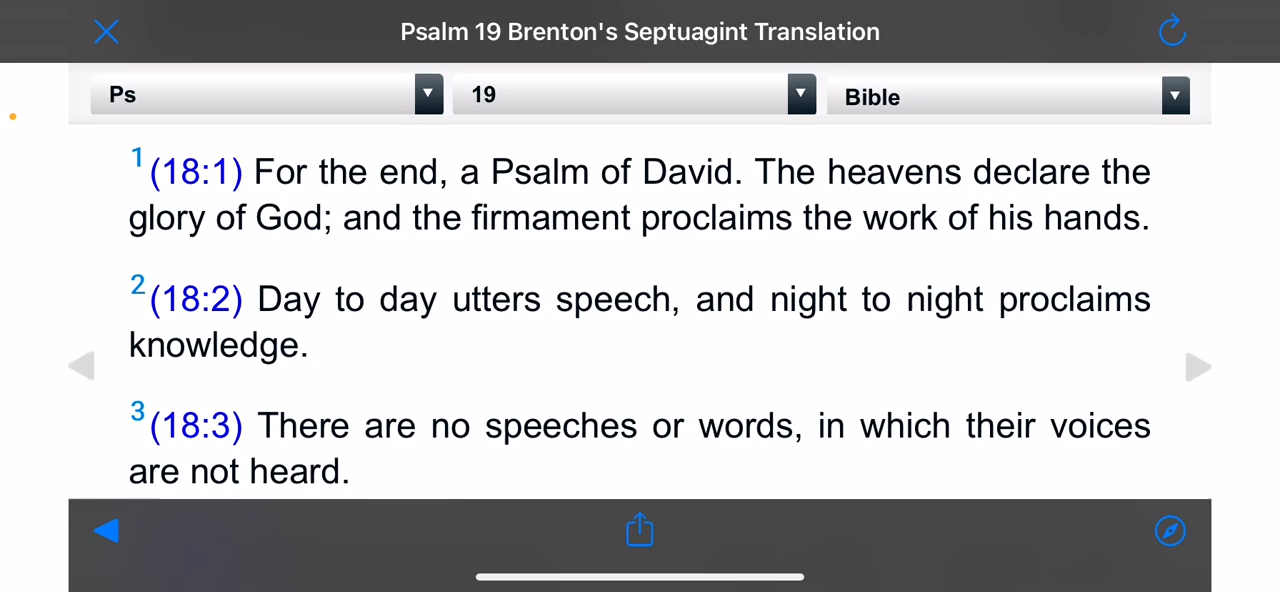 Psalm 19 Brenton's Septuagint Translation
Ps
19
Bible
1 (18:1) For the end, a Psalm of David. The heavens declare the
glory of God; and the firmament proclaims the work of his hands.
2 (18:2) Day to day utters speech, and night to night proclaims
knowledge.
3 (18:3) There are no speeches or words, in which their voices
are not heard.